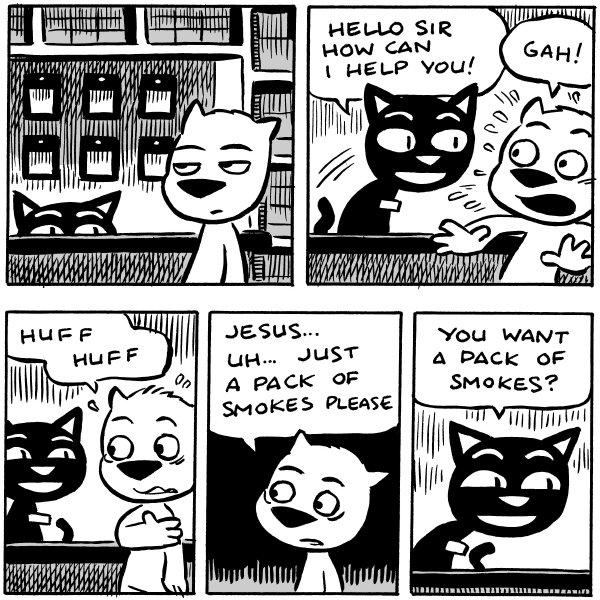 HELLO SIR
HOW CAN
I HELP YOU!
GAH!
HUFF
HUFF
JESUS...
UH... JUST
A PACK OF
SMOKES PLEASE
YOU WANT
A PACK OF
SMOKES?